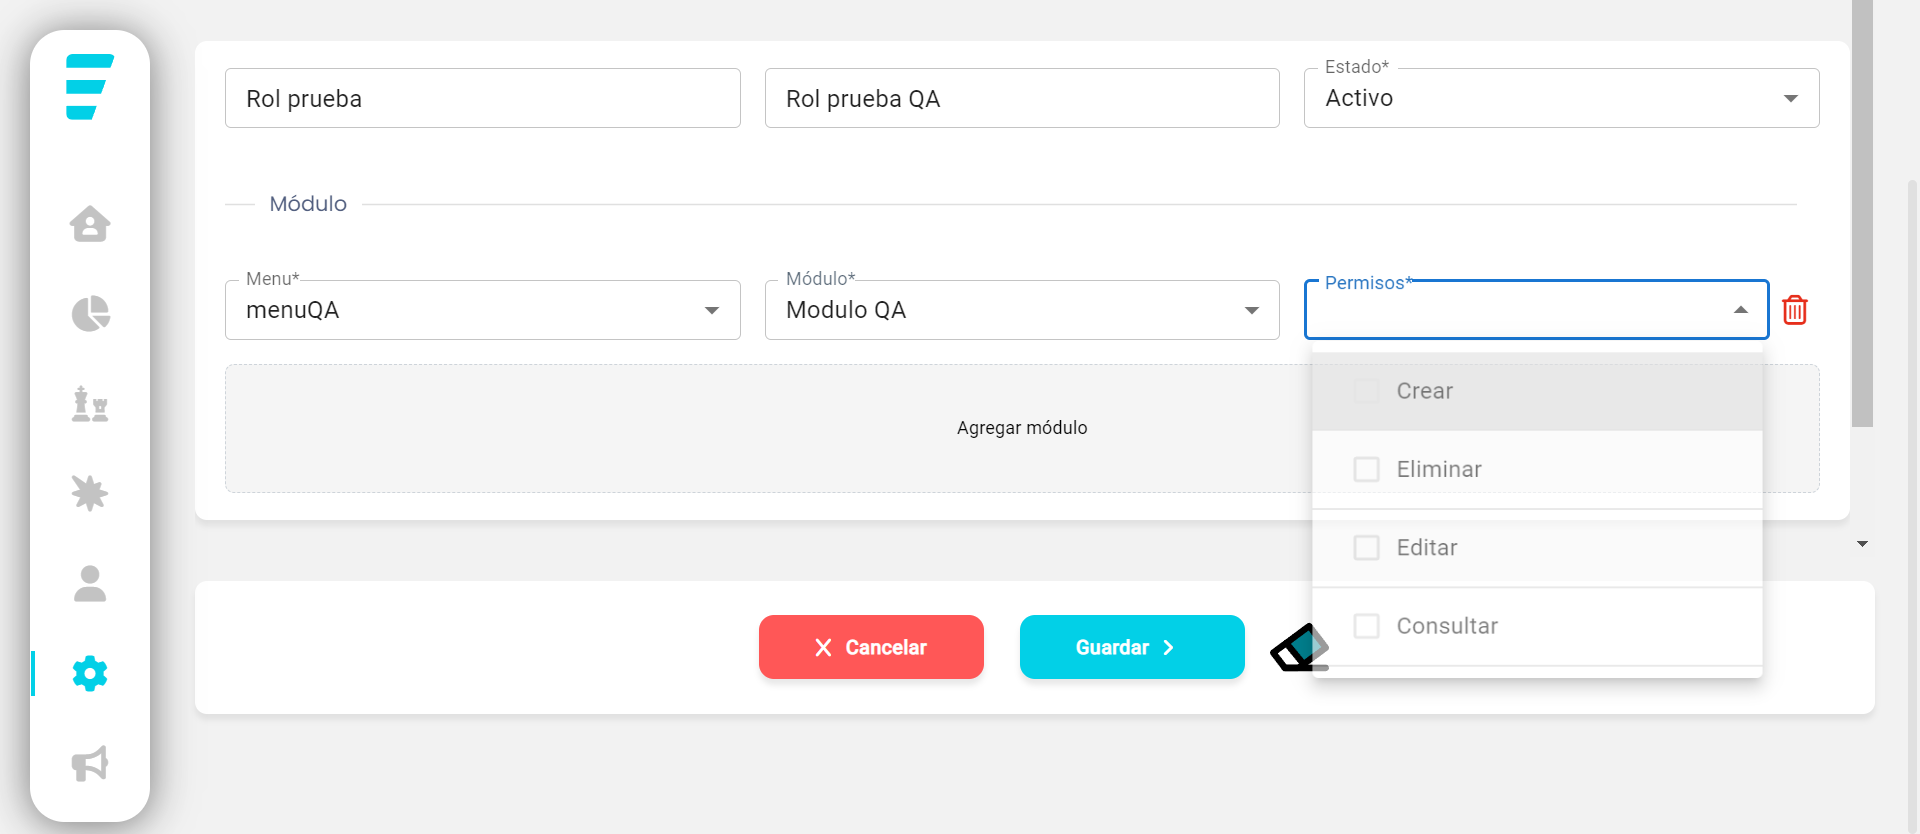 Rol prueba
Rol prueba QA
Estado*
Activo
Módulo
Menu*
menuQA
Módulo*
Modulo QA
Permisos*
Crear
Eliminar
Editar
Consultar
Agregar módulo
Cancelar
Guardar